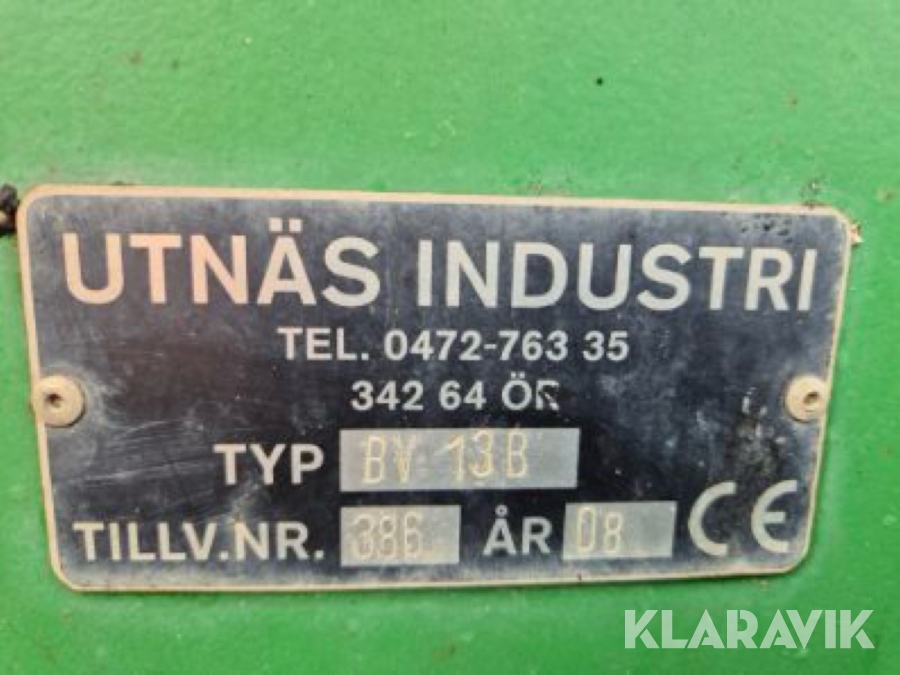 UTNÄS INDUSTRI
TEL. 0472-763 35
342 64 ÖR
TYP BV 13B
TILLV.NR. 386 ÅR 08 CE
KLARAVIK